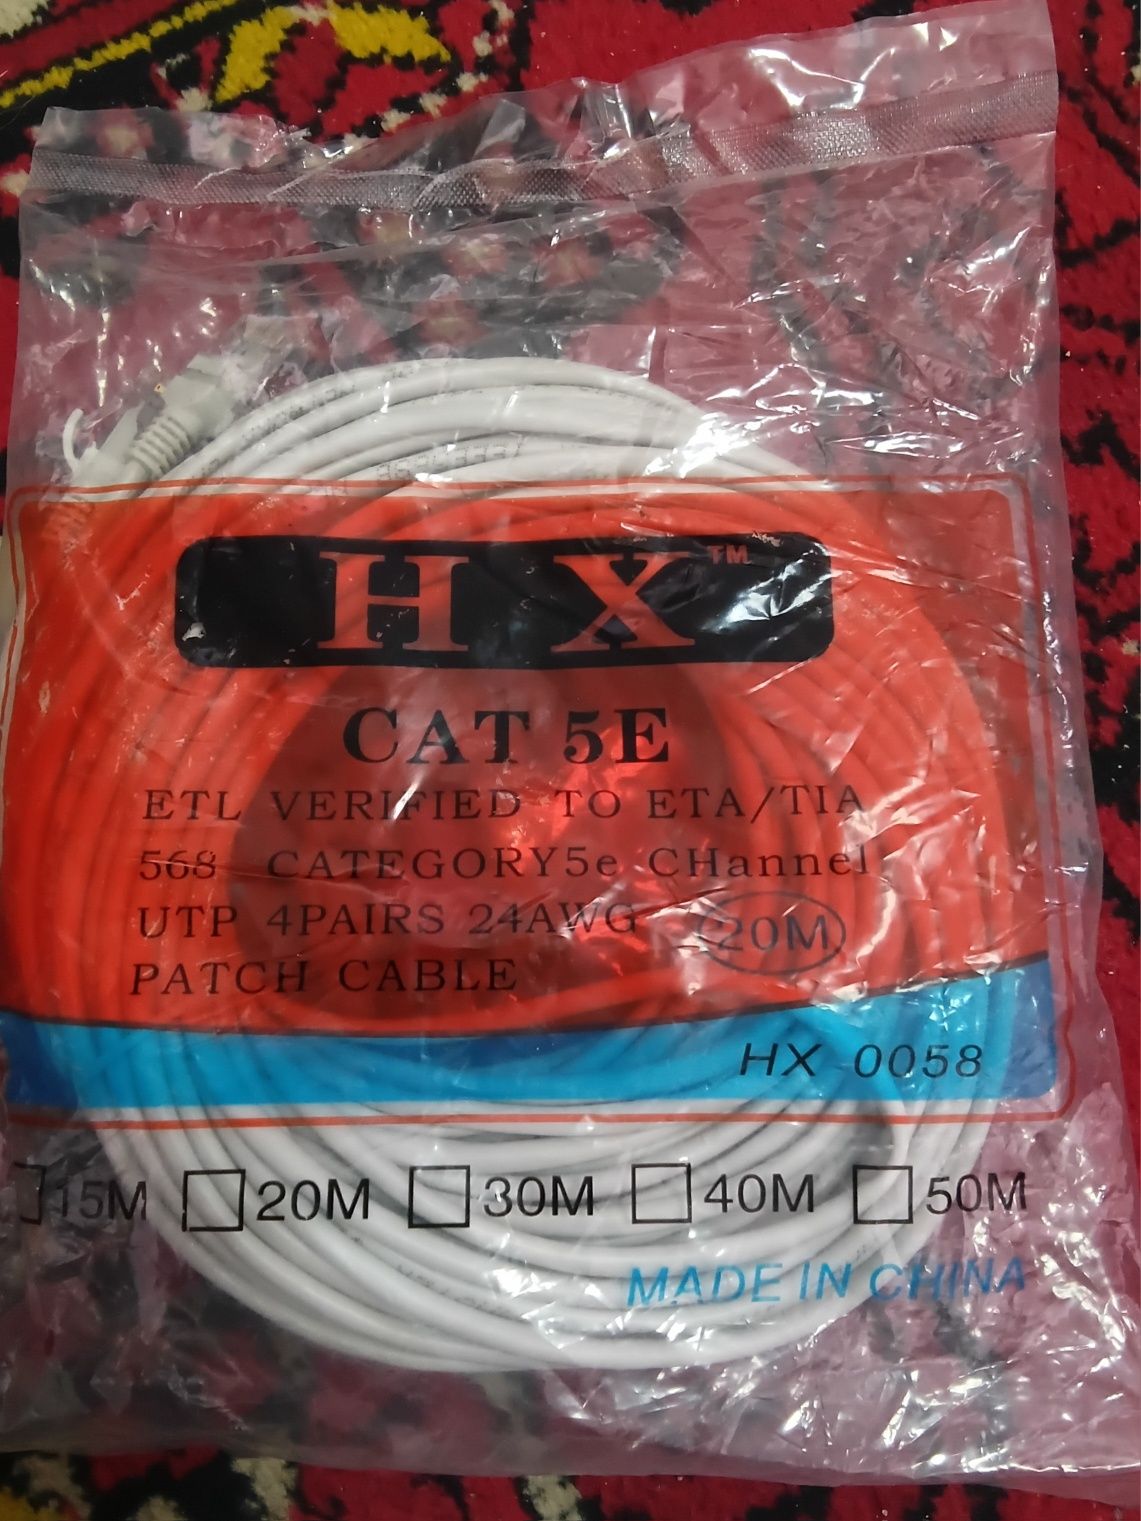 HX™
CAT 5E
ETL VERIFIED TO ETA/TIA
568 CATEGORY5e CHannel
UTP 4PAIRS 24AWG 20M
PATCH CABLE
HX 0058
15M 20M 30M 40M 50M
MADE IN CHINA